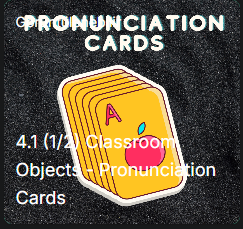 PRONUNCIATION
CARDS
A
4.1 (1/2) Classroom
Objects - Pronunciation
Cards